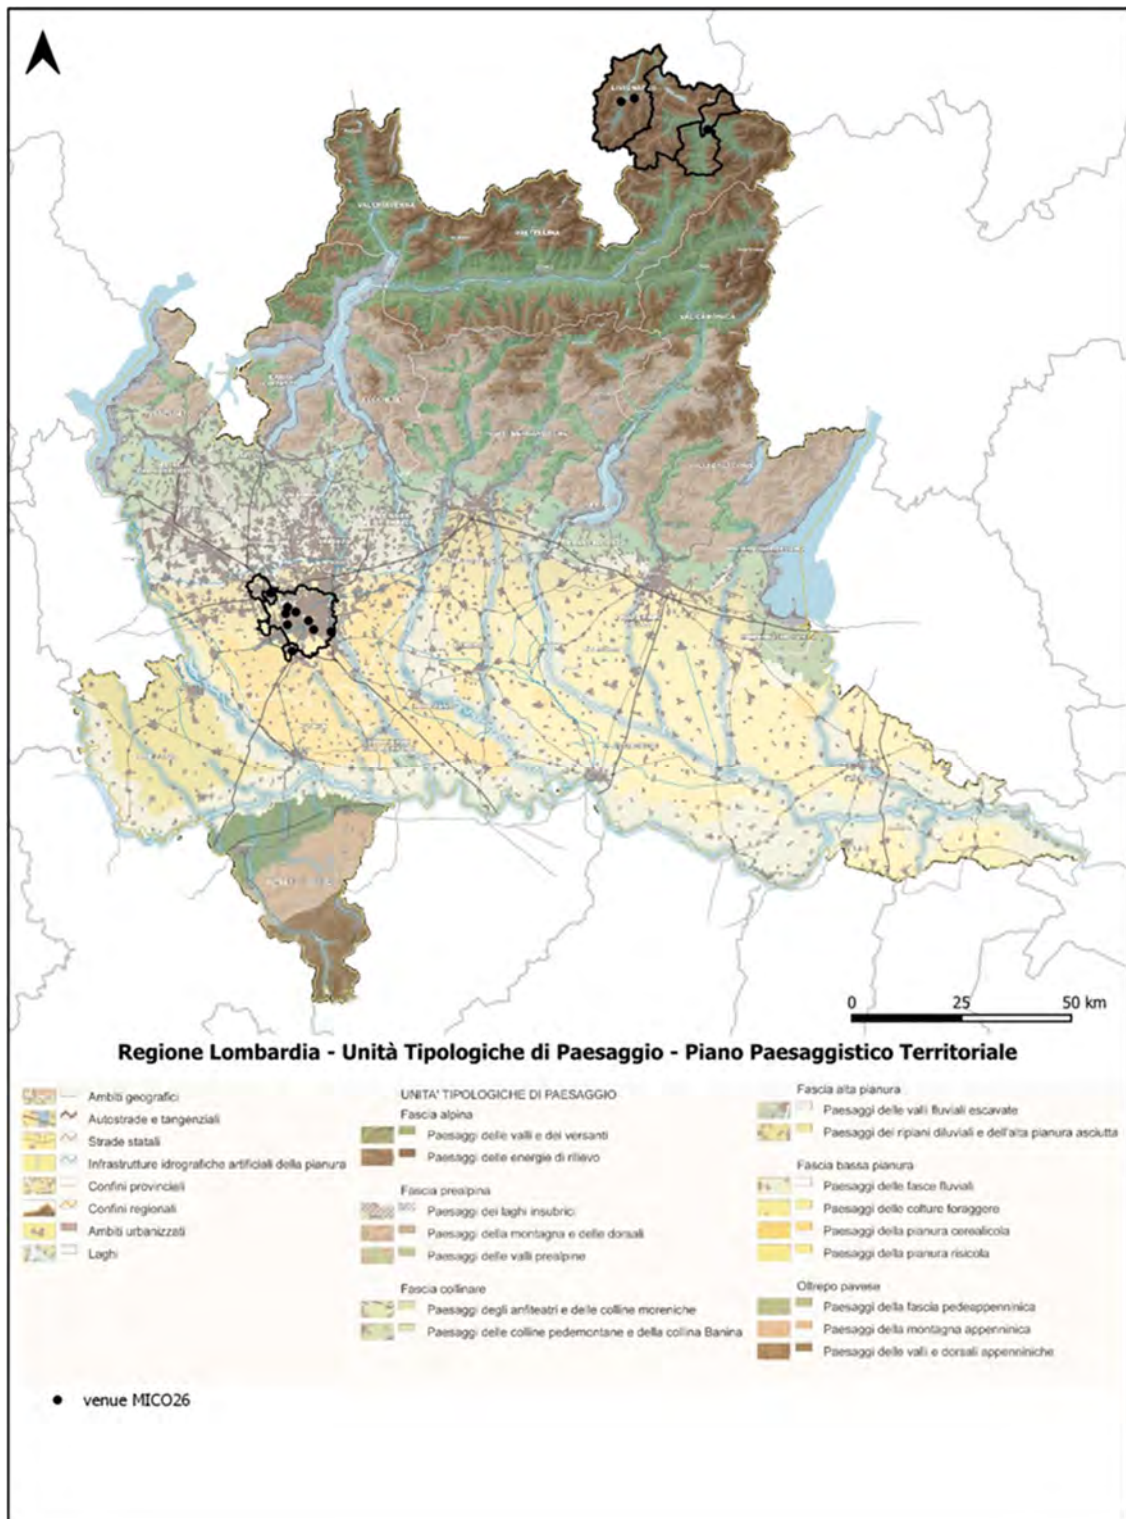 LIVIGNO
VALCHIAVENNA
VALTELLINA
VALCAMONICA
0 25 50 km
Regione Lombardia - Unità Tipologiche di Paesaggio - Piano Paesaggistico Territoriale
Ambiti geografici
Autostrade e tangenziali
Strade statali
Infrastrutture idrografiche artificiali della pianura
Confini provinciali
Confini regionali
Ambiti urbanizzati
Laghi
UNITA' TIPOLOGICHE DI PAESAGGIO
Fascia alpina
Paesaggi delle valli e dei versanti
Paesaggi delle energie di rilievo
Fascia prealpina
Paesaggi dei laghi insubrici
Paesaggi della montagna e delle dorsali
Paesaggi delle valli prealpine
Fascia collinare
Paesaggi degli anfiteatri e delle colline moreniche
Paesaggi delle colline pedemontane e della collina Banina
Fascia alta pianura
Paesaggi delle valli fluviali escavate
Paesaggi dei ripiani diluviali e dell'alta pianura asciutta
Fascia bassa pianura
Paesaggi delle fasce fluviali
Paesaggi delle colture foraggere
Paesaggi della pianura cerealicola
Paesaggi della pianura risicola
Oltrepo pavese
Paesaggi della fascia pedeappenninica
Paesaggi della montagna appenninica
Paesaggi delle valli e dorsali appenniniche
venue MICO26